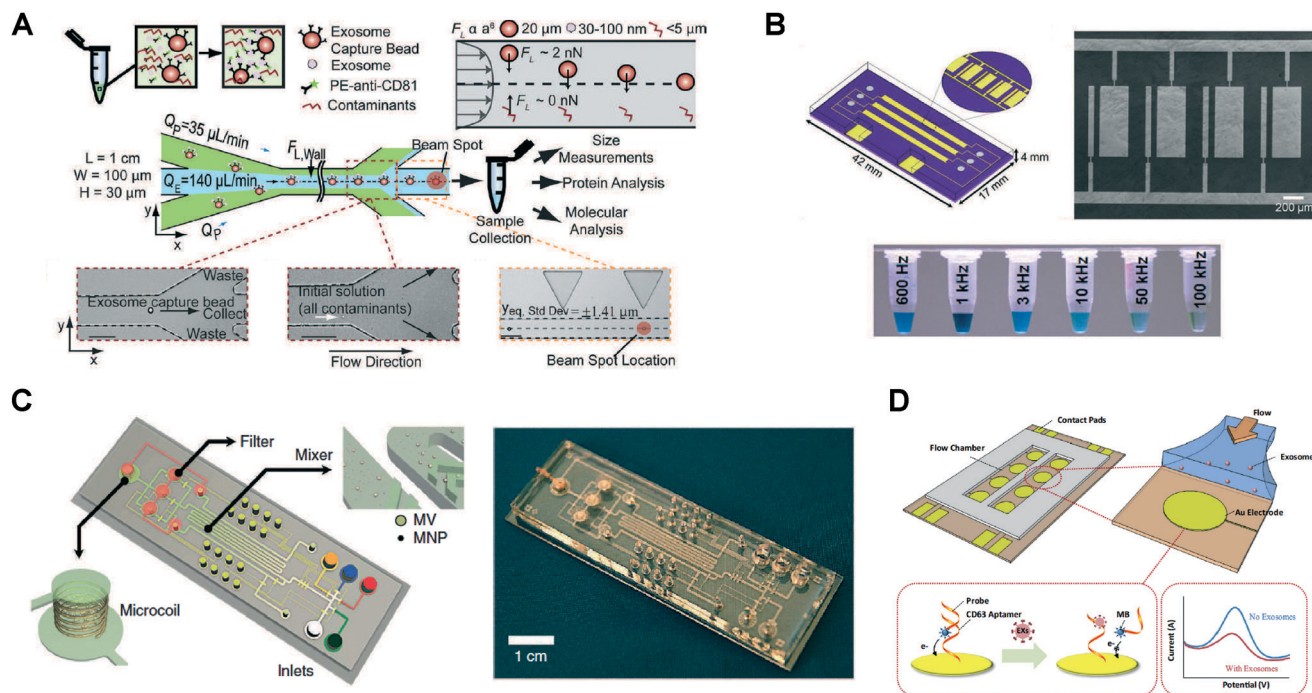 A
Exosome
Capture Bead
Exosome
PE-anti-CD81
Contaminants
F_L α a⁶ 20 µm 30-100 nm <5 µm
F_L ~ 2 nN
F_L ~ 0 nN
Q_P=35 µL/min
F_L,Wall
Beam Spot
L = 1 cm
W = 100 µm
H = 30 µm
Q_E=140 µL/min
y
x
Q_P
Sample
Collection
Size
Measurements
Protein Analysis
Molecular
Analysis
Waste
Exosome capture bead
Collect
Waste
y
x
Initial solution
(all contaminants)
Flow Direction
y_eq. Std Dev = ±1.41 µm
Beam Spot Location
B
42 mm
17 mm
4 mm
200 µm
600 Hz
1 kHz
3 kHz
10 kHz
50 kHz
100 kHz
C
Filter
Mixer
MV
MNP
Microcoil
Inlets
1 cm
D
Contact Pads
Flow Chamber
Flow
Exosome
Au Electrode
Probe
CD63 Aptamer
e-
EXs
MB
e-
Current (A)
No Exosomes
With Exosomes
Potential (V)